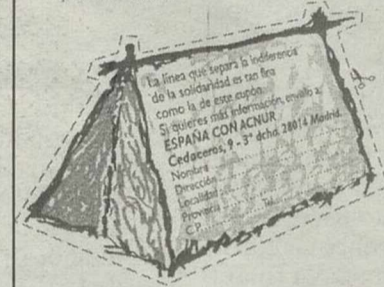 La línea que separa la indiferencia
de la solidaridad es tan fina
como la de este cupón.
Si quieres más información, envíalo a:
ESPAÑA CON ACNUR
Cedaceros, 9 - 3º dcha. 28014 Madrid.
Nombre
Dirección
Localidad
Provincia
C.P. Tel.